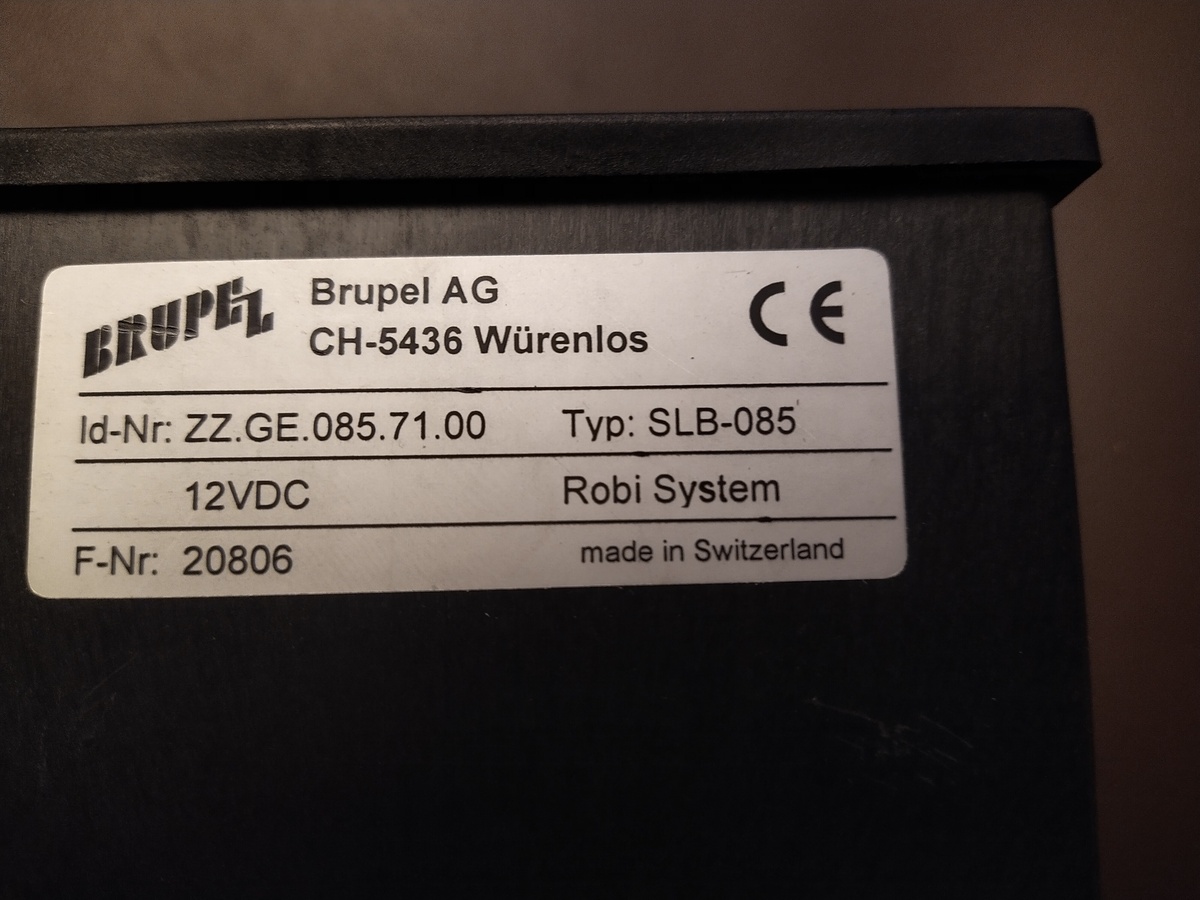 BRUPEL
Brupel AG
CH-5436 Würenlos
CE
Id-Nr: ZZ.GE.085.71.00 Typ: SLB-085
12VDC Robi System
F-Nr: 20806 made in Switzerland